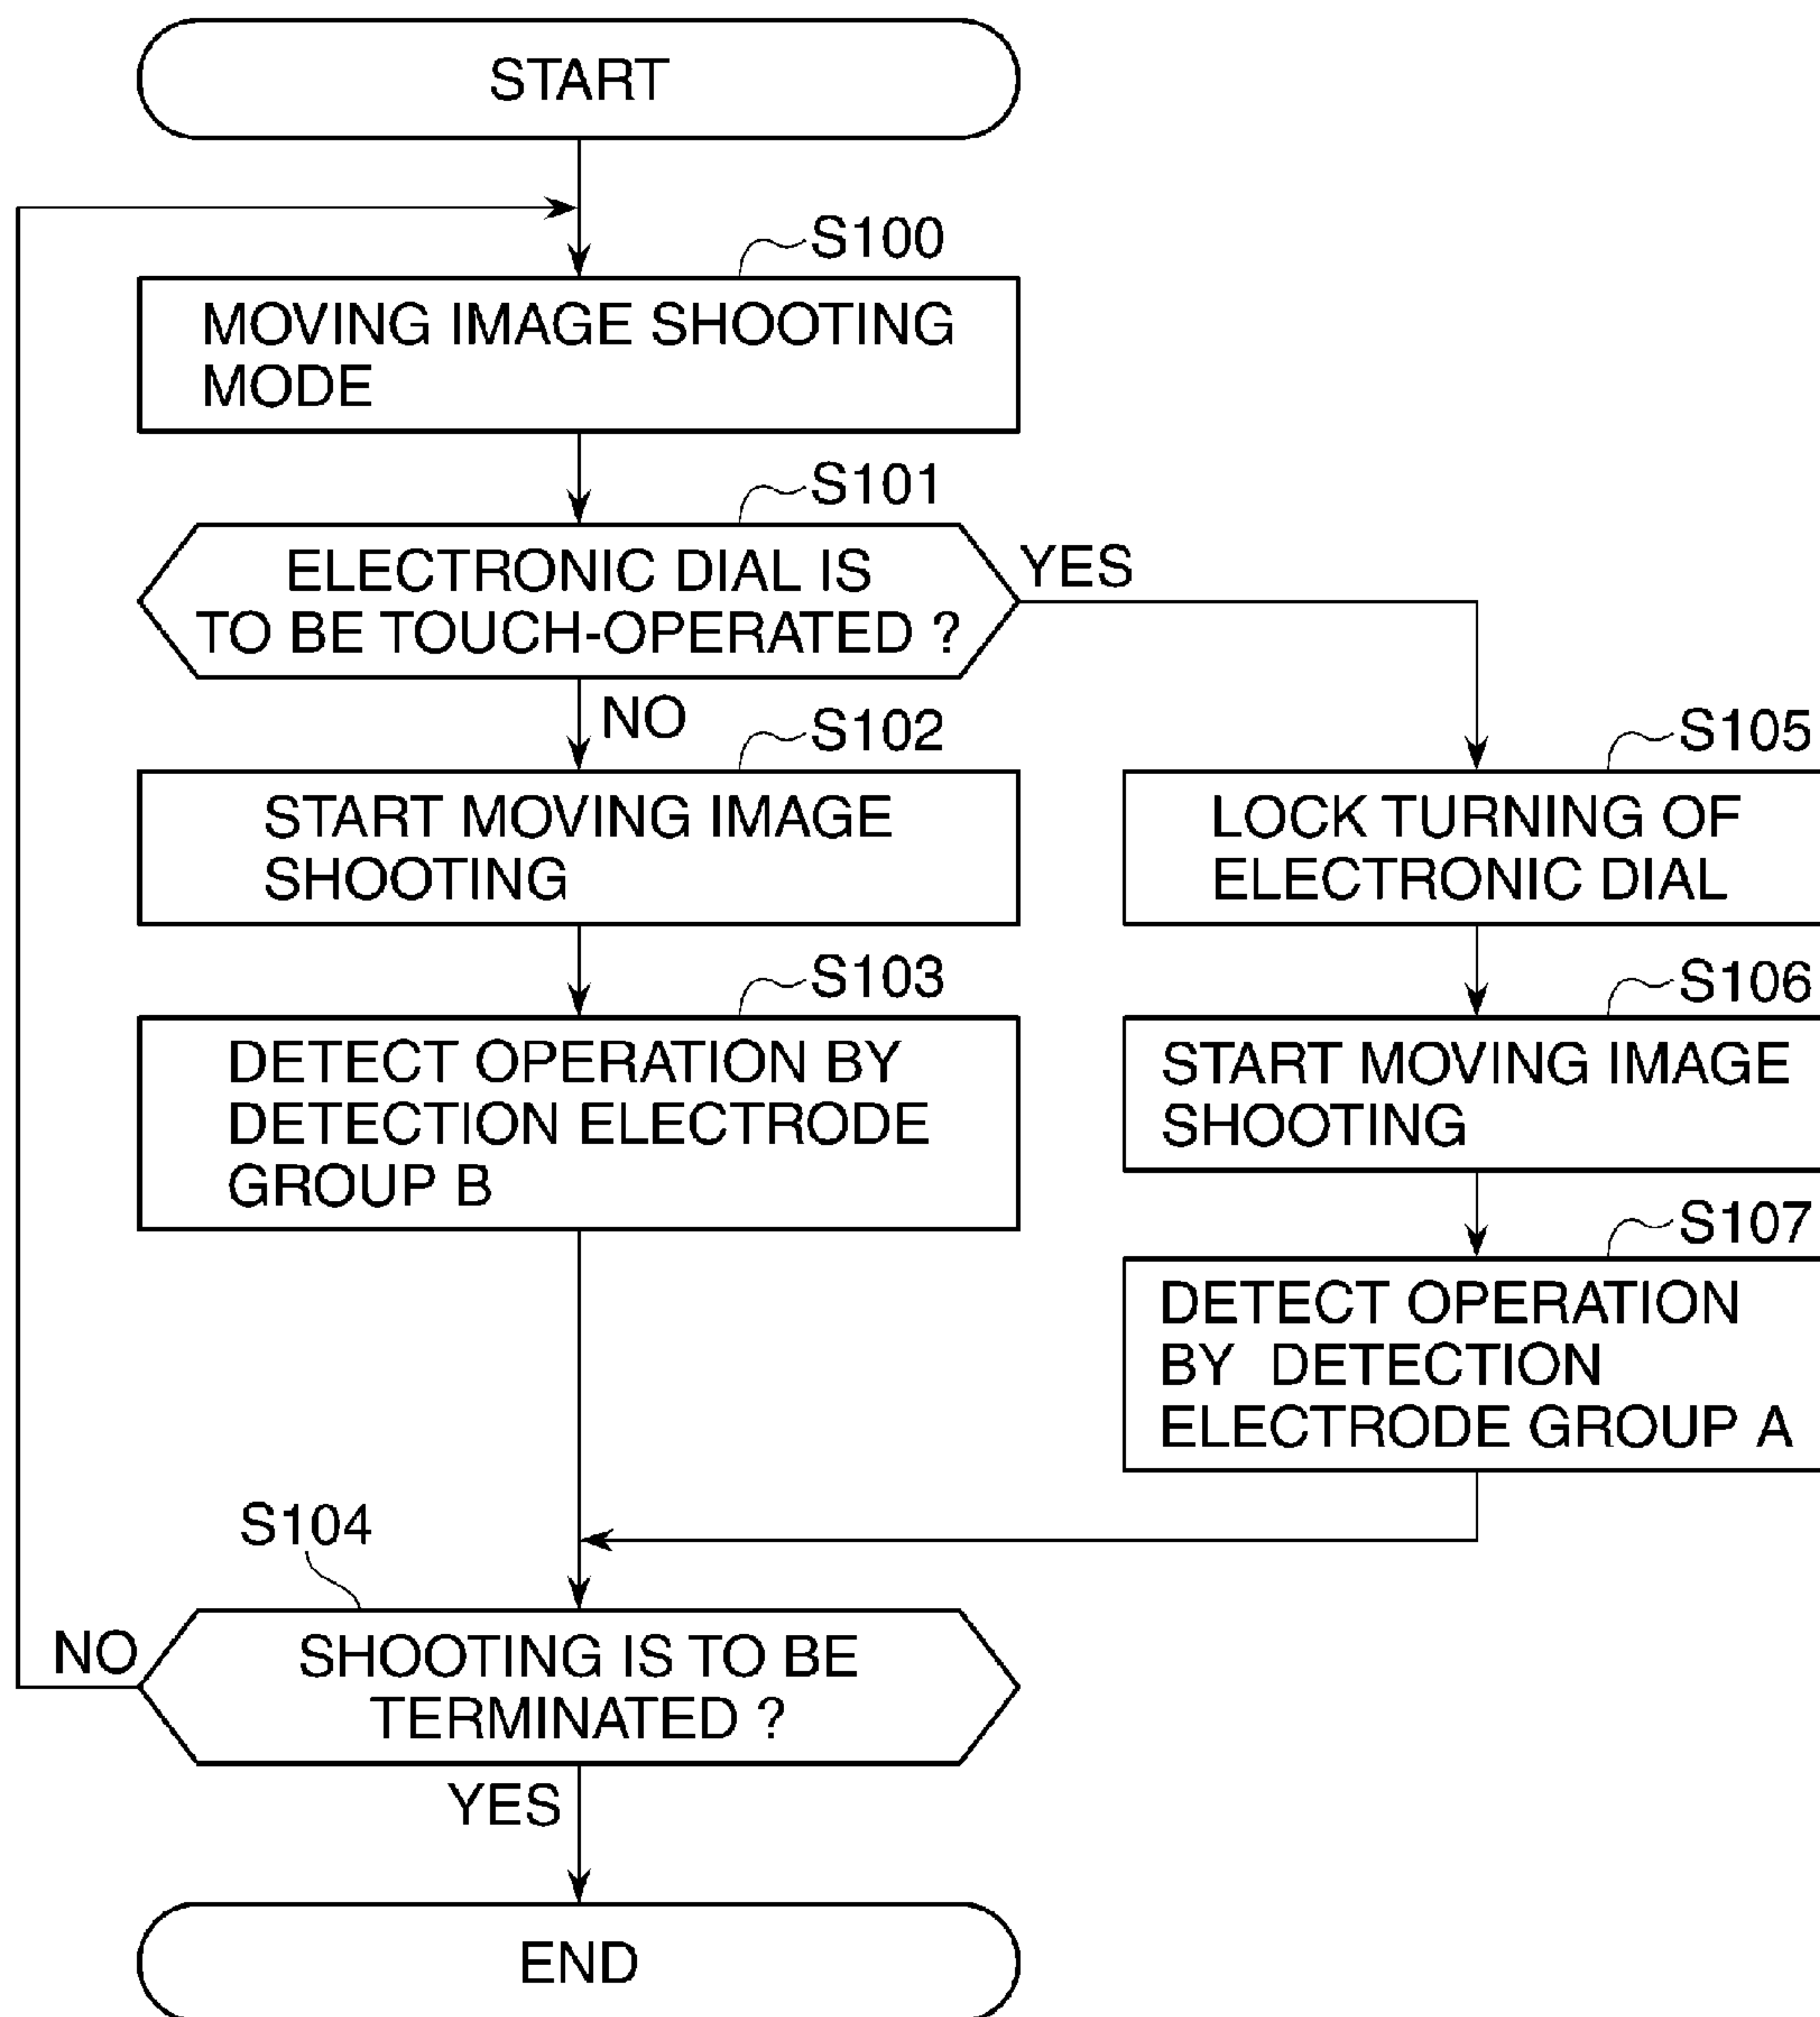 START
S100
MOVING IMAGE SHOOTING
MODE
S101
ELECTRONIC DIAL IS
TO BE TOUCH-OPERATED ?
YES
NO
S102
START MOVING IMAGE
SHOOTING
S105
LOCK TURNING OF
ELECTRONIC DIAL
S103
DETECT OPERATION BY
DETECTION ELECTRODE
GROUP B
S106
START MOVING IMAGE
SHOOTING
S107
DETECT OPERATION
BY DETECTION
ELECTRODE GROUP A
S104
SHOOTING IS TO BE
TERMINATED ?
NO
YES
END